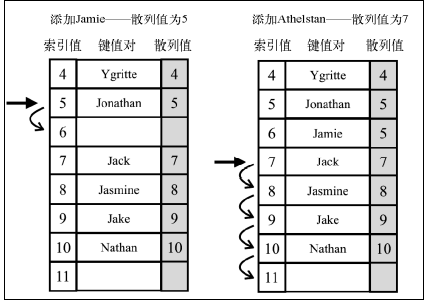 添加Jamie——散列值为5
索引值 键值对 散列值
4 Ygritte 4
5 Jonathan 5
6
7 Jack 7
8 Jasmine 8
9 Jake 9
10 Nathan 10
11
添加Athelstan——散列值为7
索引值 键值对 散列值
4 Ygritte 4
5 Jonathan 5
6 Jamie 5
7 Jack 7
8 Jasmine 8
9 Jake 9
10 Nathan 10
11